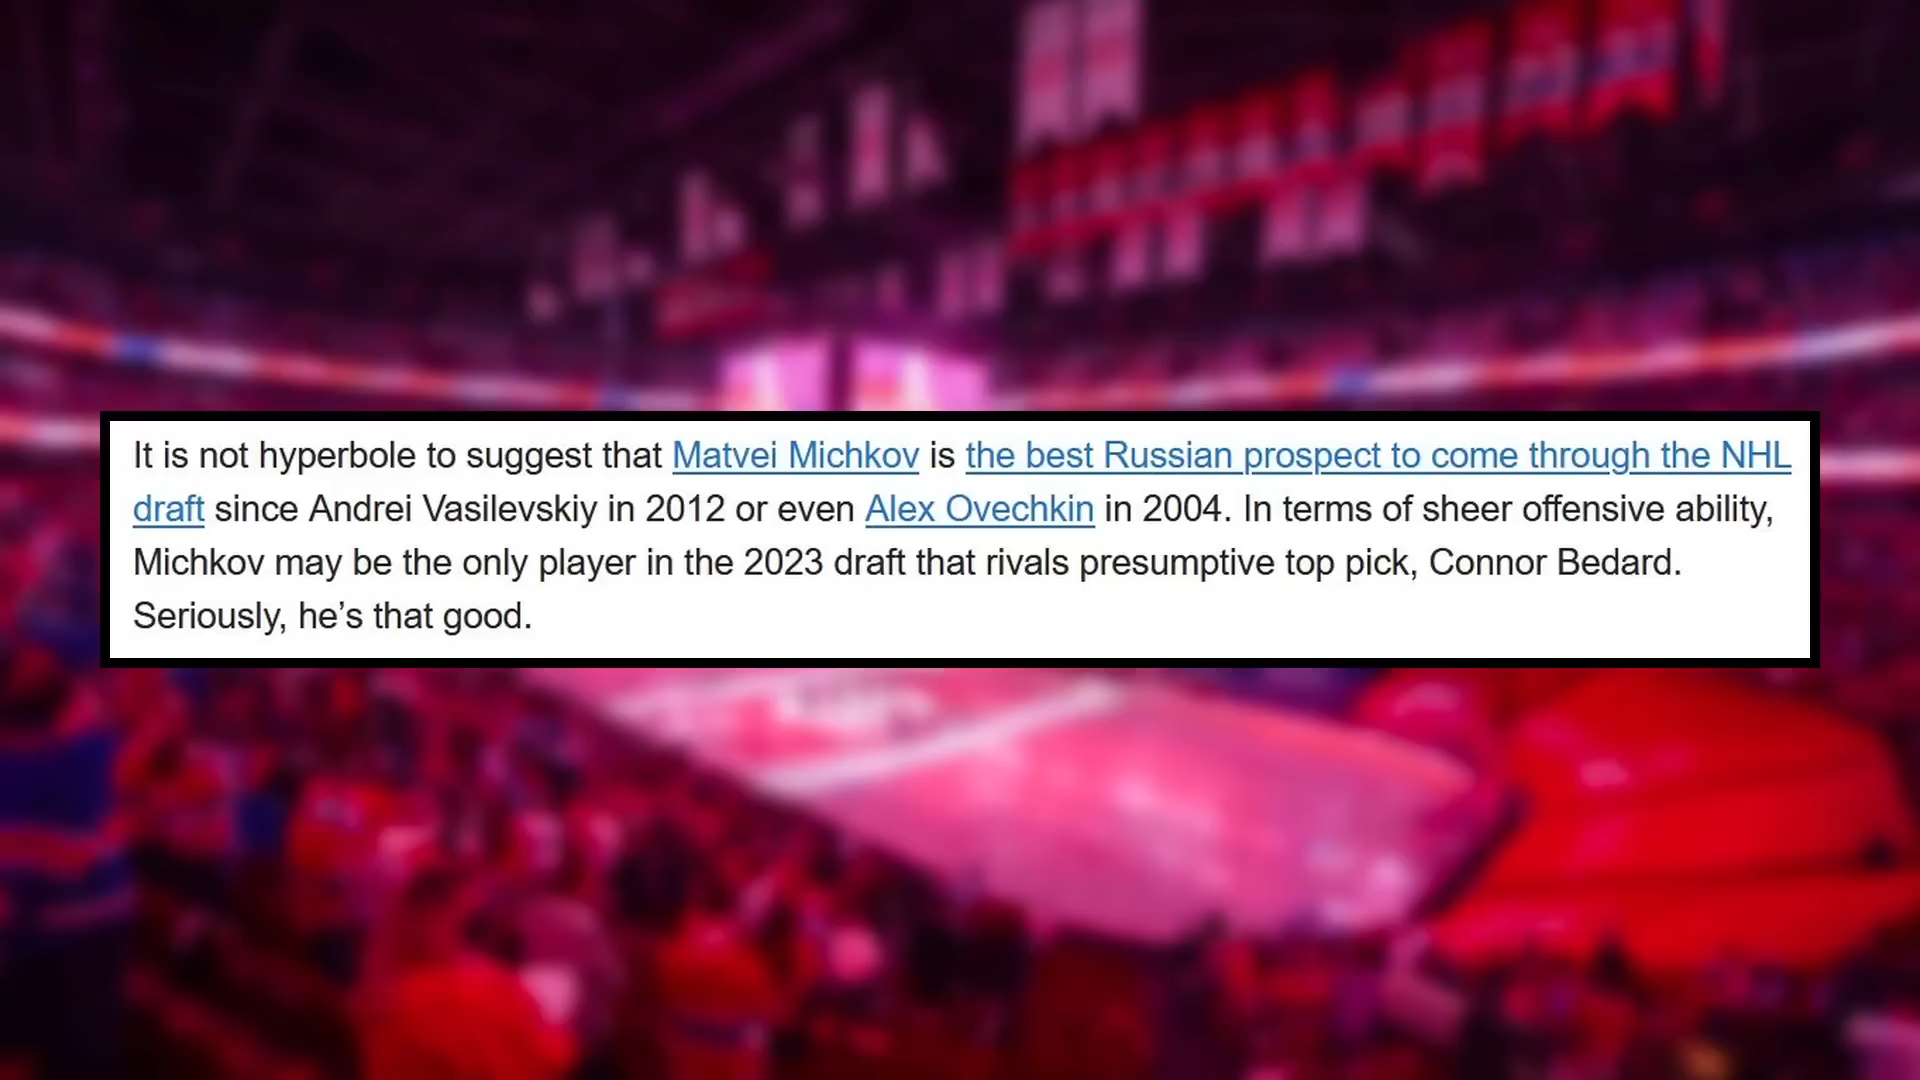 It is not hyperbole to suggest that Matvei Michkov is the best Russian prospect to come through the NHL
draft since Andrei Vasilevskiy in 2012 or even Alex Ovechkin in 2004. In terms of sheer offensive ability,
Michkov may be the only player in the 2023 draft that rivals presumptive top pick, Connor Bedard.
Seriously, he’s that good.